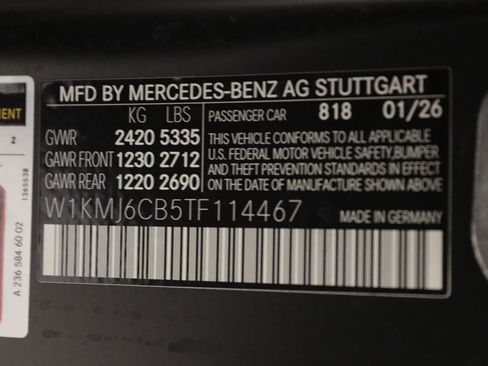 MFD BY MERCEDES-BENZ AG STUTTGART
KG LBS PASSENGER CAR 818 01/26
GVWR 2420 5335 THIS VEHICLE CONFORMS TO ALL APPLICABLE
GAWR FRONT 1230 2712 U.S. FEDERAL MOTOR VEHICLE SAFETY, BUMPER
GAWR REAR 1220 2690 AND THEFT PREVENTION STANDARDS IN EFFECT
ON THE DATE OF MANUFACTURE SHOWN ABOVE.
W1KMJ6CB5TF114467 MADE IN GERMANY
2
1365538
A 236 584 60 02